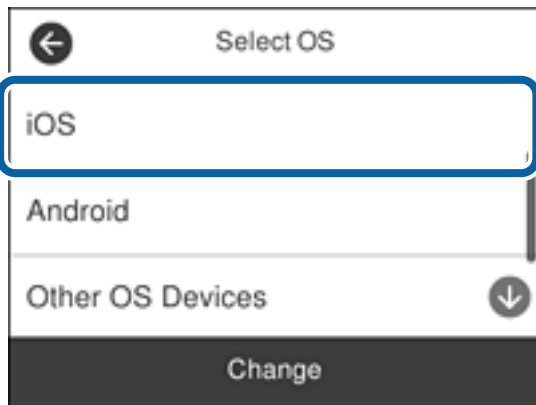 Select OS
iOS
Android
Other OS Devices
Change